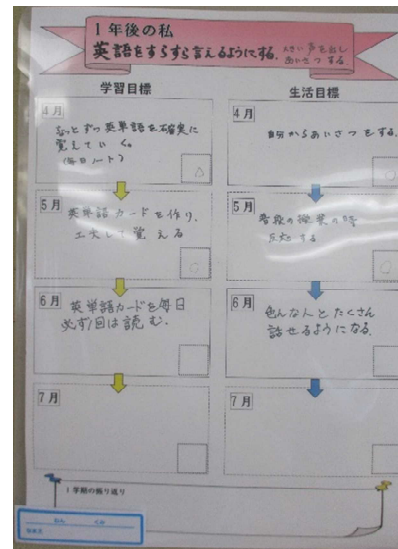 1年後の私
英語をすらすら言えるようにする。 大きい声を出し
あいさつする
学習目標
生活目標
4月
ずつ英単語を確実に
覚えていく。
(毎日ノート)
△
4月
自分からあいさつをする。
○
5月
英単語カードを作り、
工夫して覚える
○
5月
普段の授業の時
反応する
○
6月
英単語カードを毎日
必ず1回は読む。
6月
色んな人とたくさん
話せるようになる。
7月
7月
1学期の振り返り